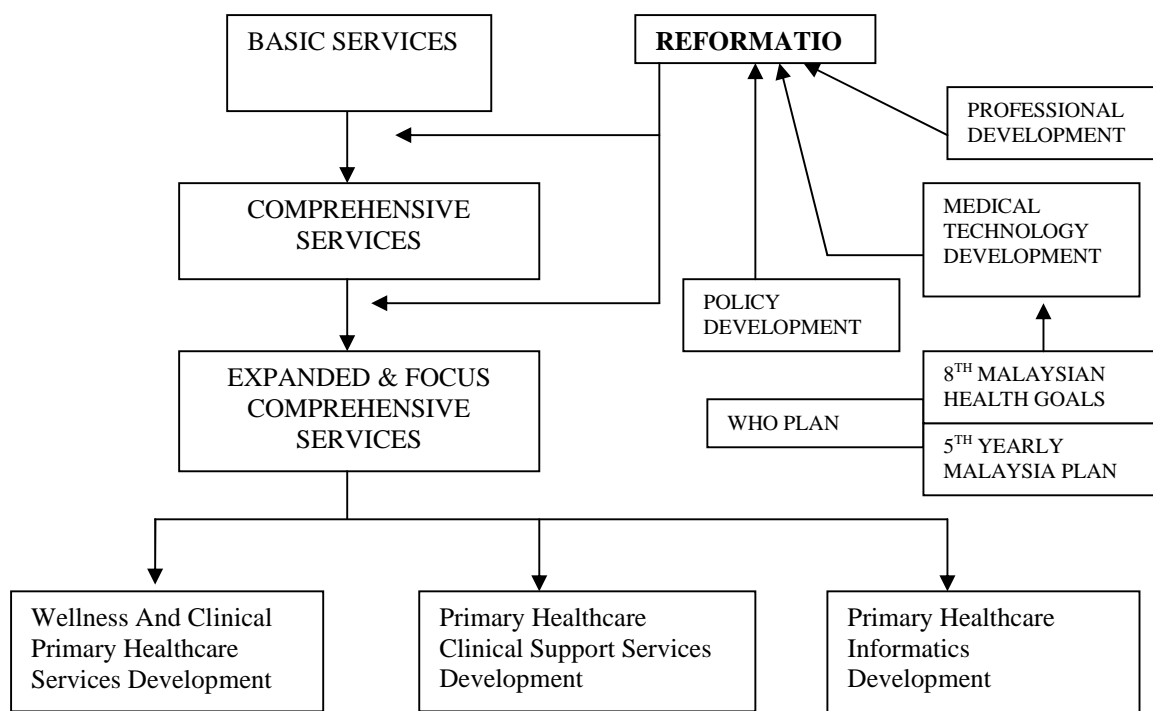 BASIC SERVICES
REFORMATIO
PROFESSIONAL
DEVELOPMENT
COMPREHENSIVE
SERVICES
MEDICAL
TECHNOLOGY
DEVELOPMENT
POLICY
DEVELOPMENT
EXPANDED & FOCUS
COMPREHENSIVE
SERVICES
8TH MALAYSIAN
HEALTH GOALS
WHO PLAN
5TH YEARLY
MALAYSIA PLAN
Wellness And Clinical
Primary Healthcare
Services Development
Primary Healthcare
Clinical Support Services
Development
Primary Healthcare
Informatics
Development